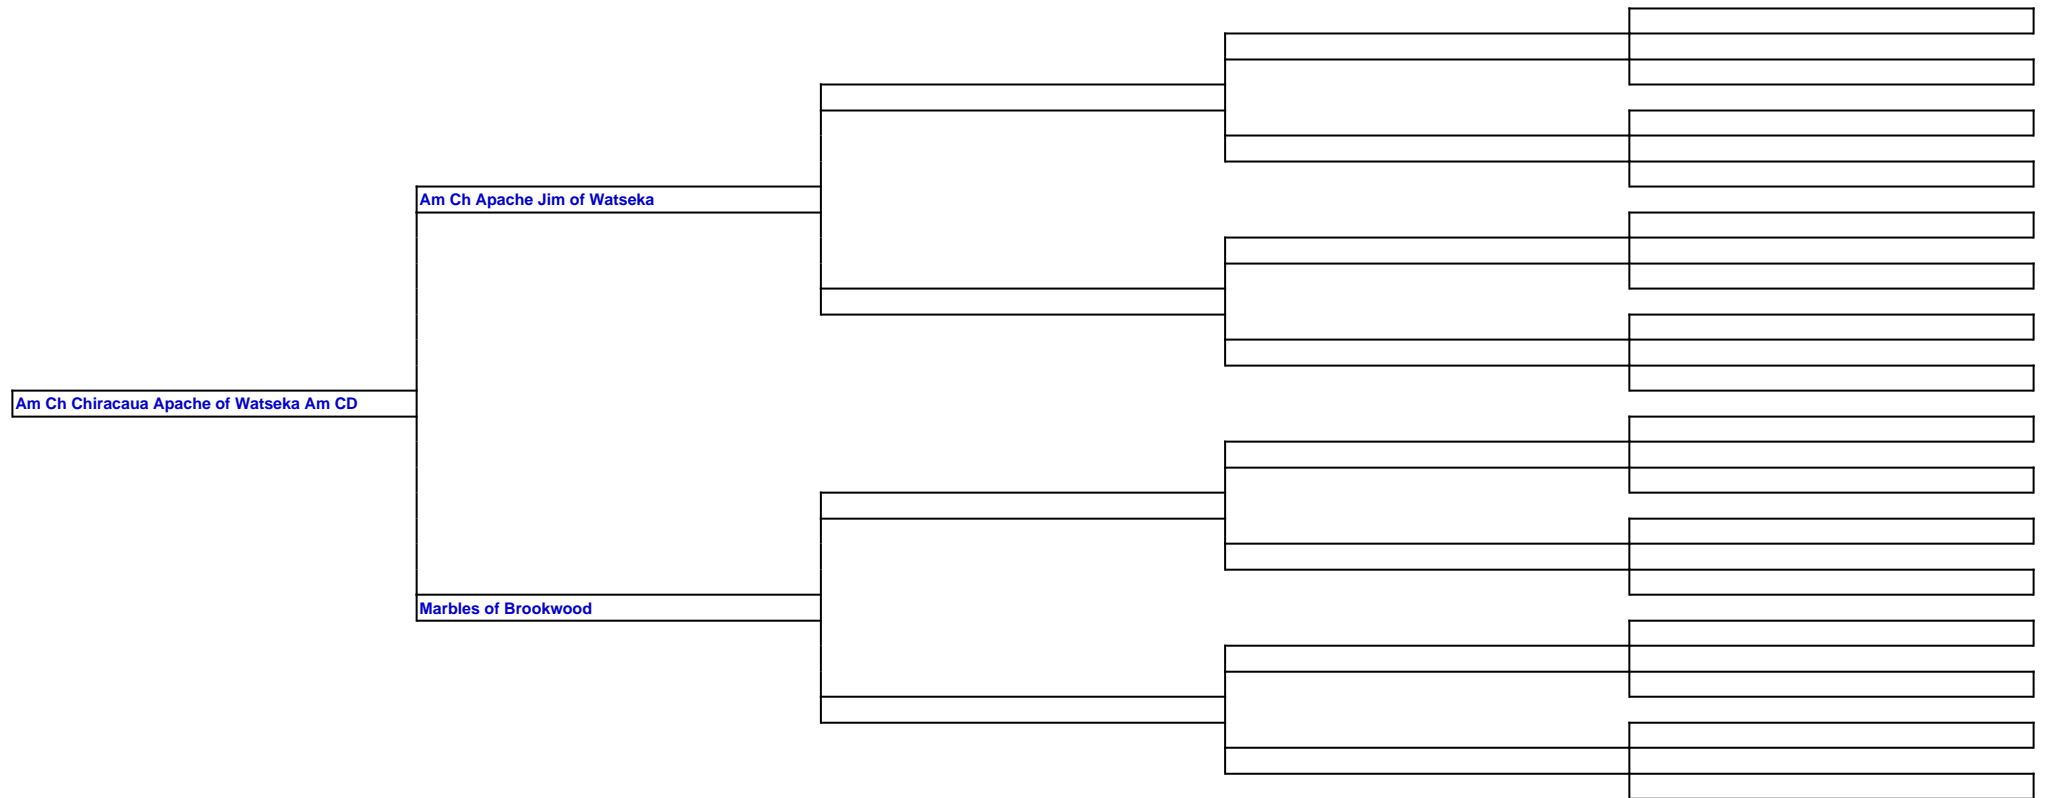 Am Ch Apache Jim of Watseka
Am Ch Chiracaua Apache of Watseka Am CD
Marbles of Brookwood